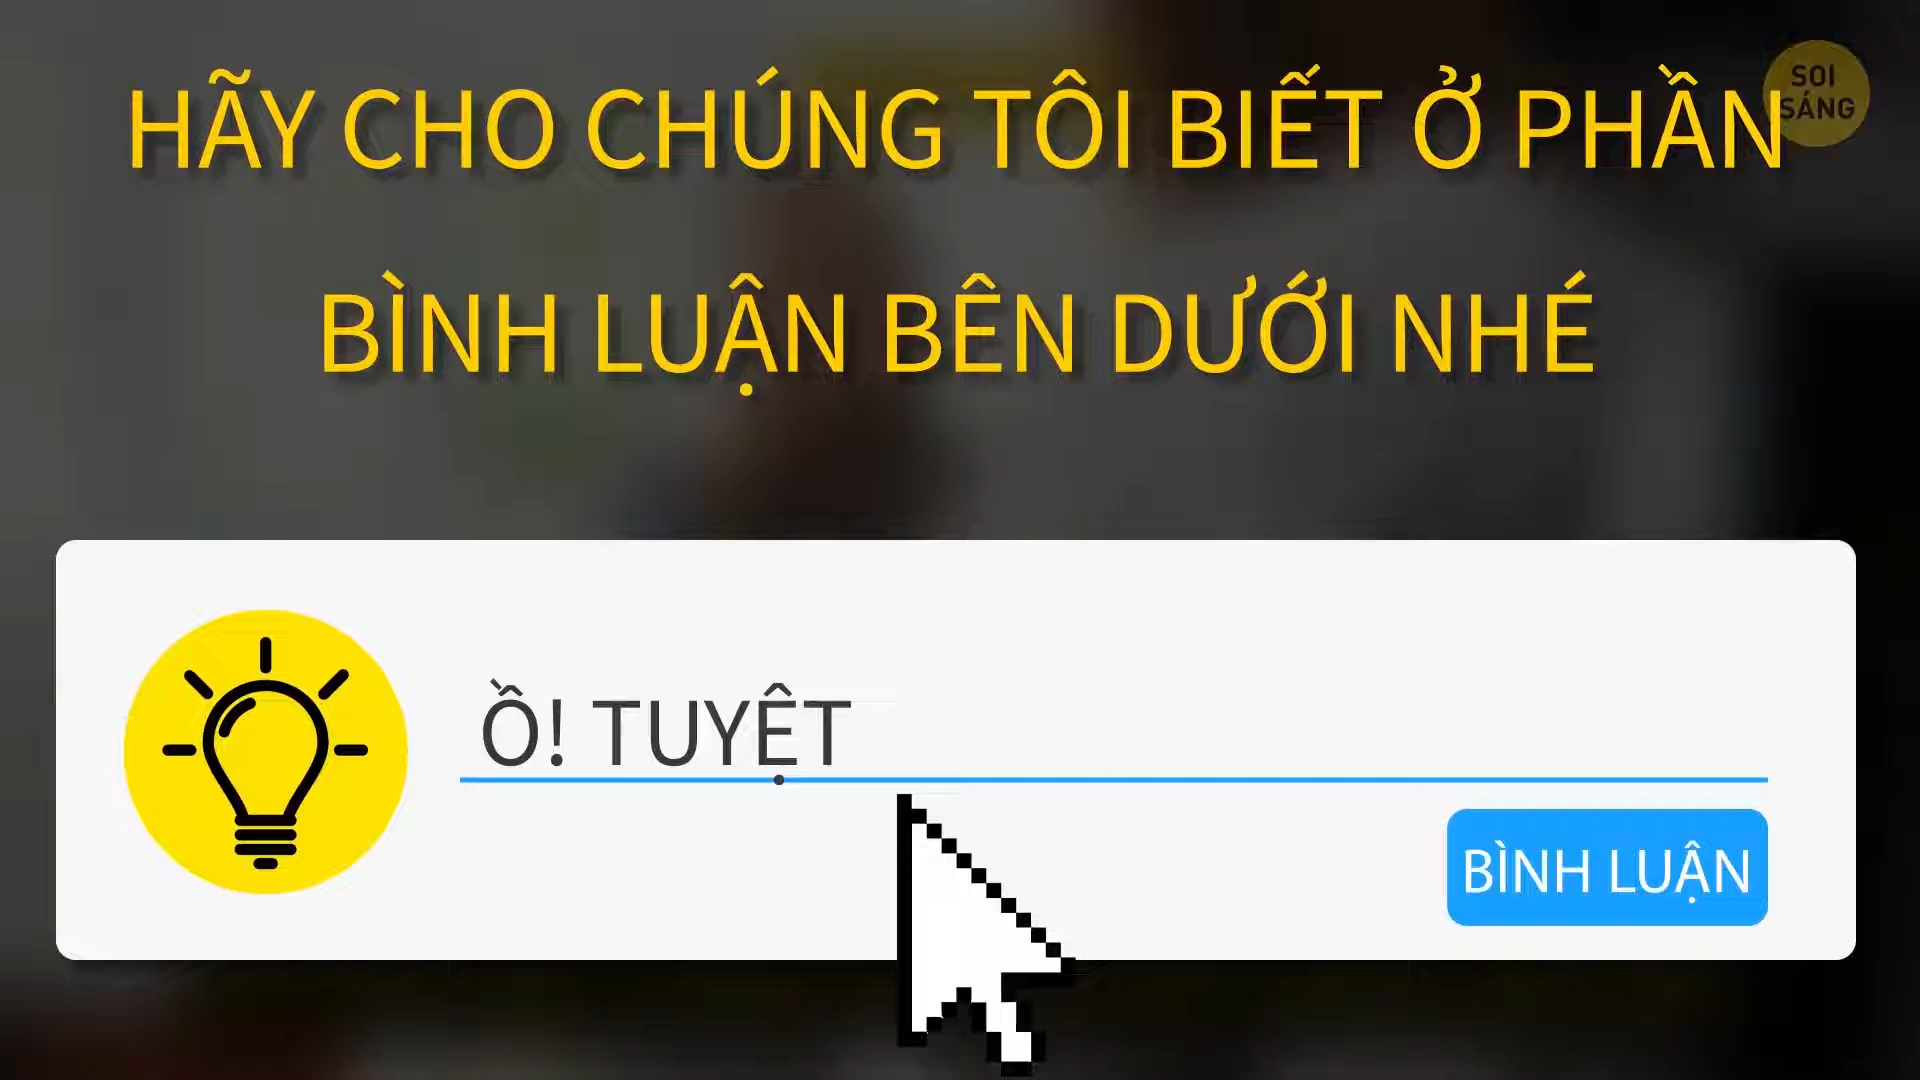 SOI
SÁNG
HÃY CHO CHÚNG TÔI BIẾT Ở PHẦN
BÌNH LUẬN BÊN DƯỚI NHÉ
Ồ! TUYỆT
BÌNH LUẬN